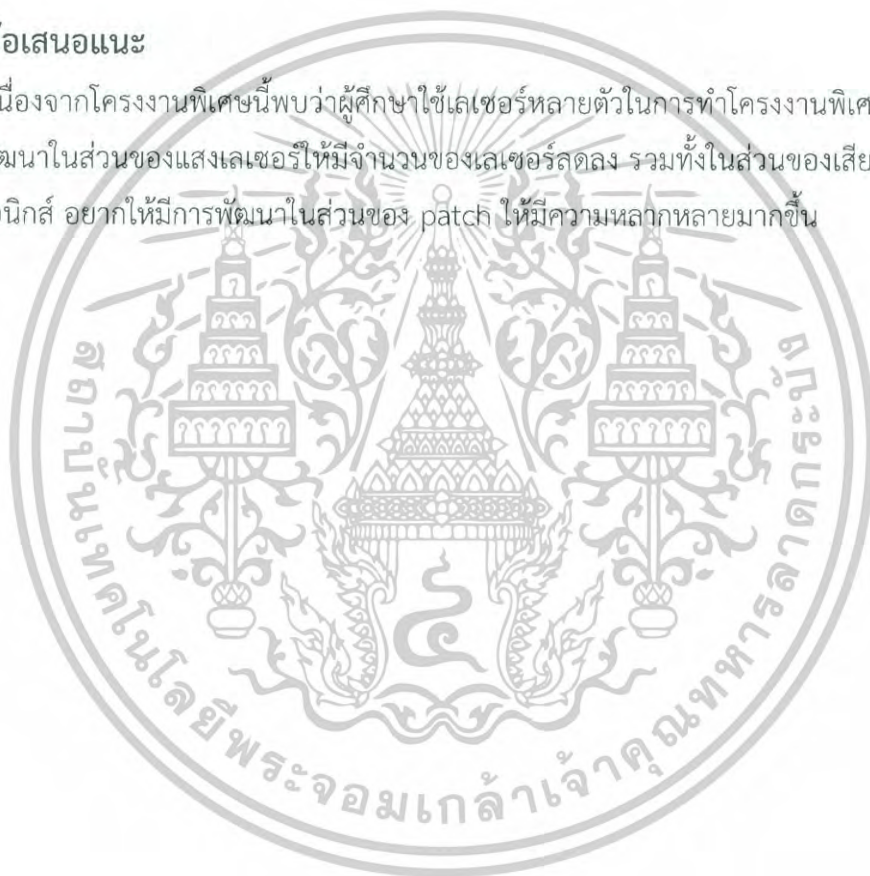 อเสนอแนะ
นื่องจากโครงงานพิเศษนี้พบว่าผู้ศึกษาใช้เลเซอร์หลายตัวในการทำโครงงานพิเศ
ฒนาในส่วนของแสงเลเซอร์ให้มีจำนวนของเลเซอร์ลดลง รวมทั้งในส่วนของเสีย
นิกส์ อยากให้มีการพัฒนาในส่วนของ patch ให้มีความหลากหลายมากขึ้น
สถาบันเทคโนโลยีพระจอมเกล้าเจ้าคุณทหารลาดกระบัง
๔